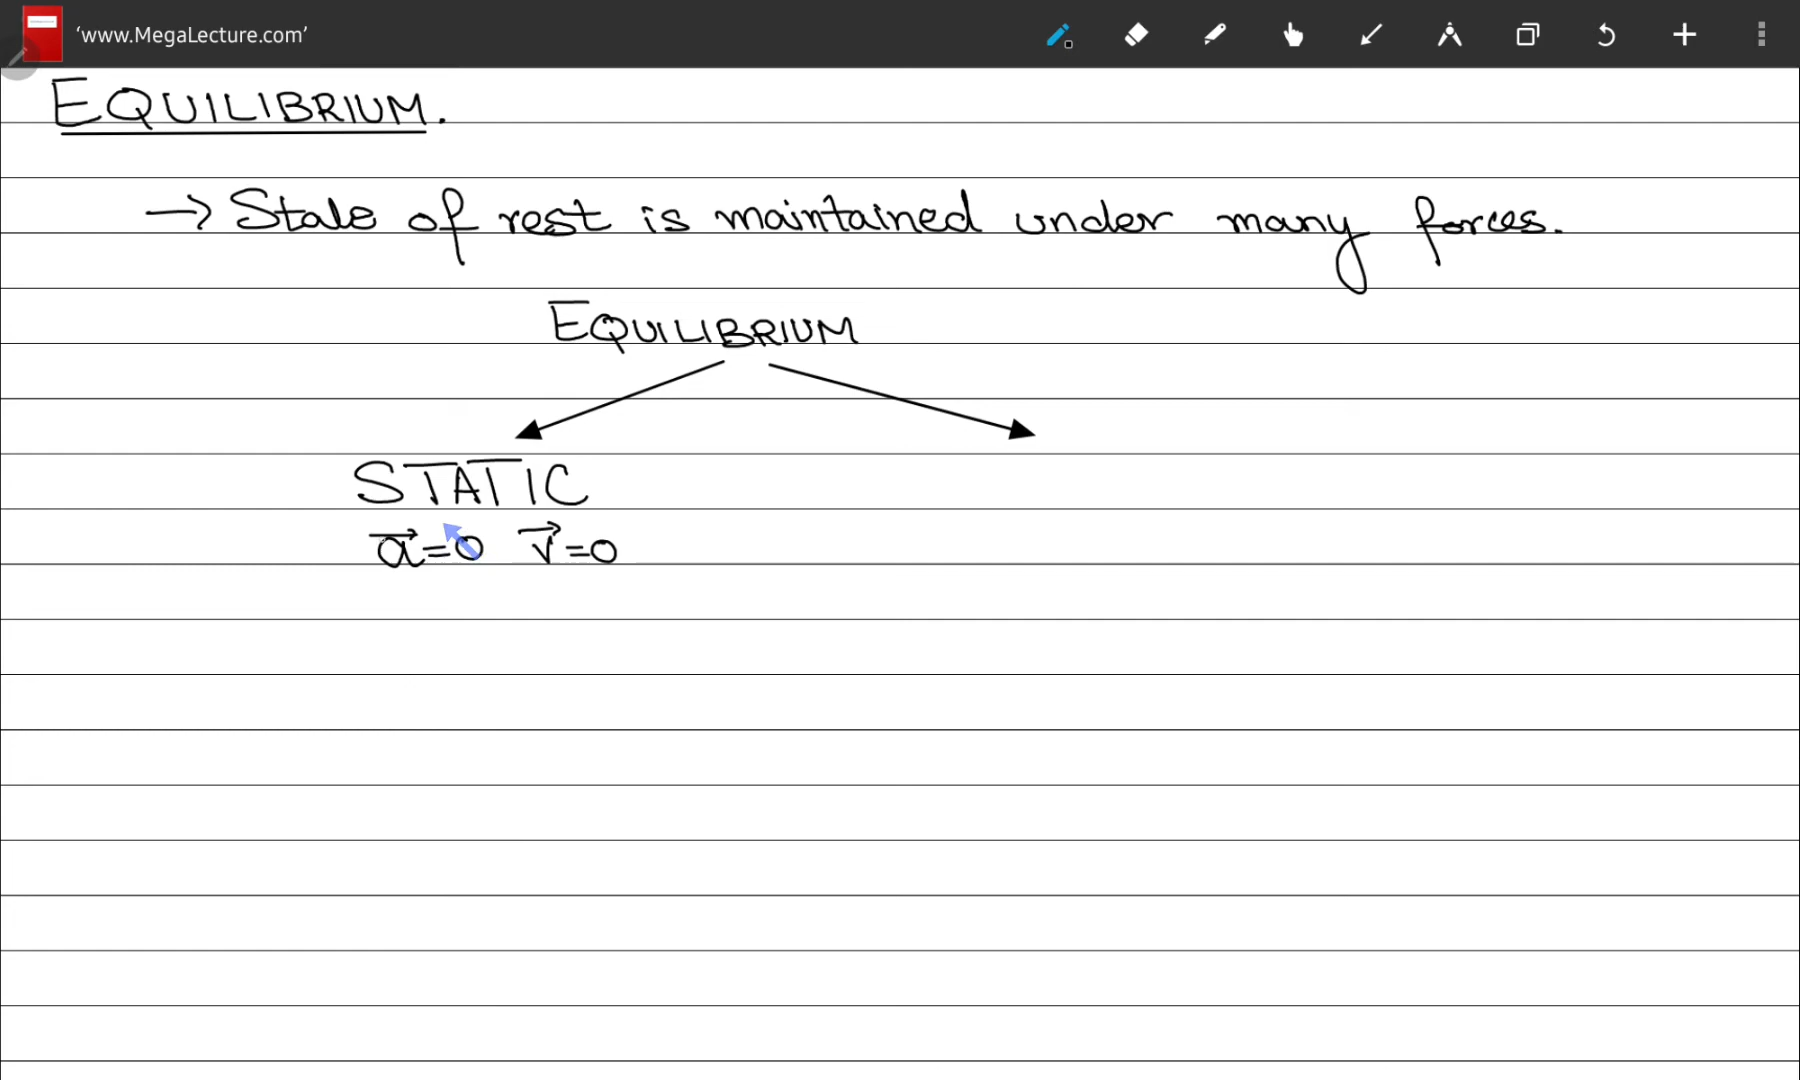 'www.MegaLecture.com'
EQUILIBRIUM.
→ State of rest is maintained under many forces.
EQUILIBRIUM
STATIC
a⃗=0 v⃗=0